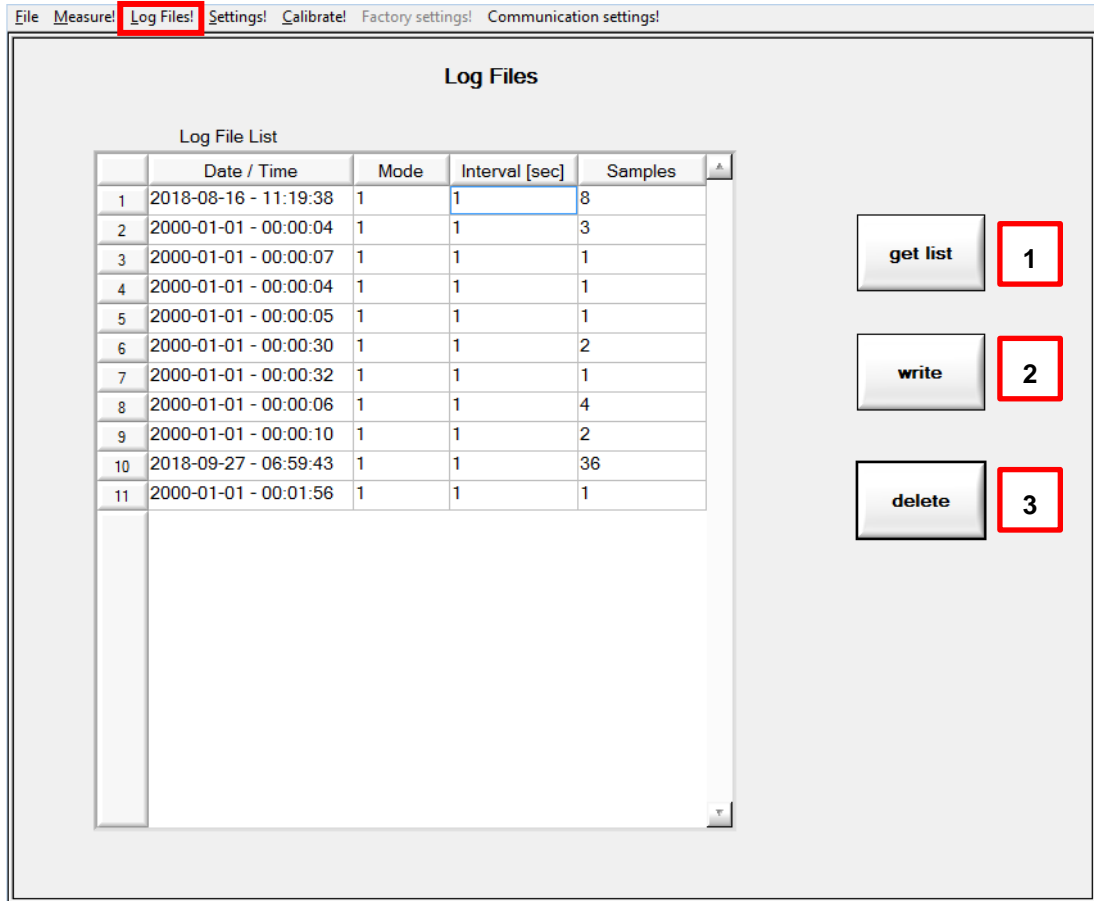 File Measure! Log Files! Settings! Calibrate! Factory settings! Communication settings!
Log Files
Log File List
Date / Time Mode Interval [sec] Samples
1 2018-08-16 - 11:19:38 1 1 8
2 2000-01-01 - 00:00:04 1 1 3
3 2000-01-01 - 00:00:07 1 1 1
4 2000-01-01 - 00:00:04 1 1 1
5 2000-01-01 - 00:00:05 1 1 1
6 2000-01-01 - 00:00:30 1 1 2
7 2000-01-01 - 00:00:32 1 1 1
8 2000-01-01 - 00:00:06 1 1 4
9 2000-01-01 - 00:00:10 1 1 2
10 2018-09-27 - 06:59:43 1 1 36
11 2000-01-01 - 00:01:56 1 1 1
get list 1
write 2
delete 3